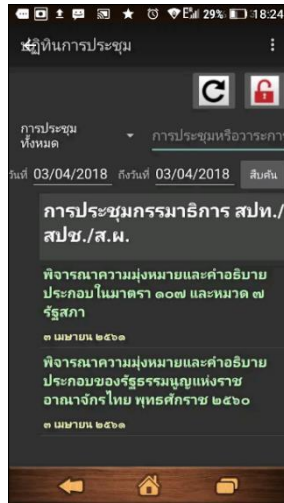 29% 18:24
ปฏิทินการประชุม
การประชุม
ทั้งหมด
การประชุมหรือวาระการ
วันที่ 03/04/2018 ถึงวันที่ 03/04/2018 สืบค้น
การประชุมกรรมาธิการ สปท./
สปช./ส.ผ.
พิจารณาความมุ่งหมายและคำอธิบาย
ประกอบในมาตรา ๑๐๗ และหมวด ๗
รัฐสภา
๓ เมษายน ๒๕๖๑
พิจารณาความมุ่งหมายและคำอธิบาย
ประกอบของรัฐธรรมนูญแห่งราช
อาณาจักรไทย พุทธศักราช ๒๕๖๐
๓ เมษายน ๒๕๖๑